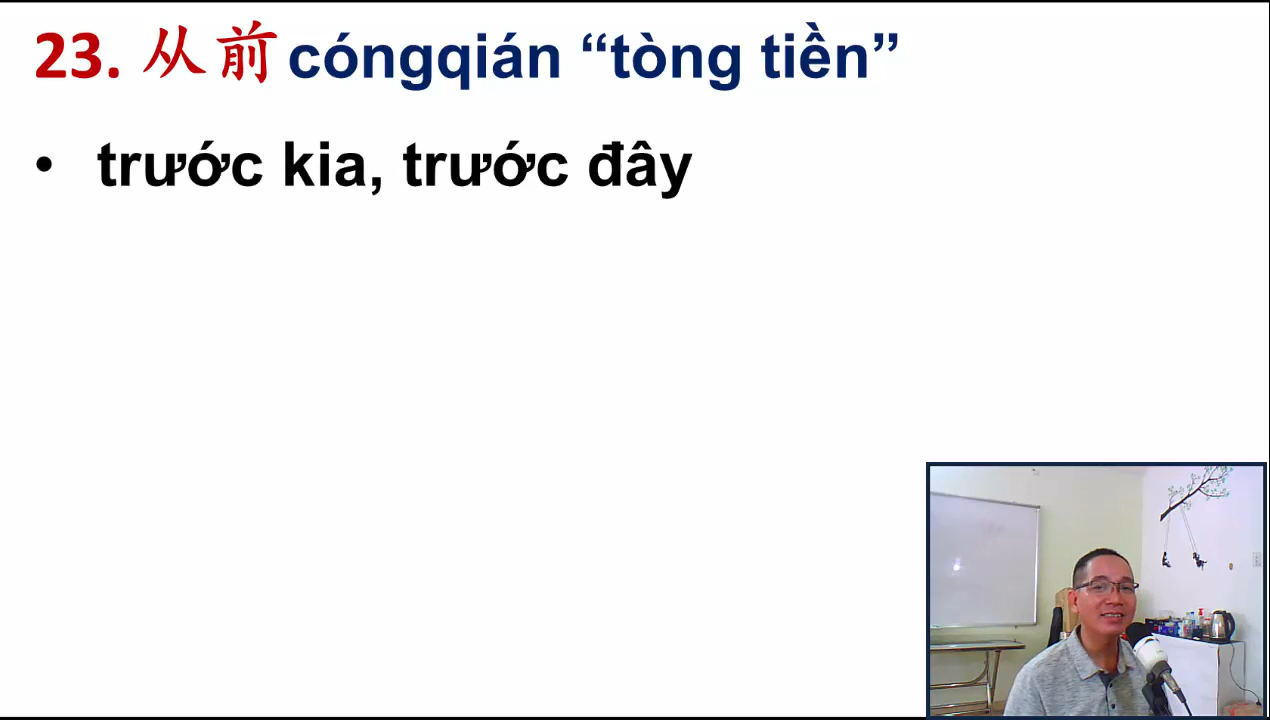 23. 从前 cóngqián “tòng tiền”
• trước kia, trước đây